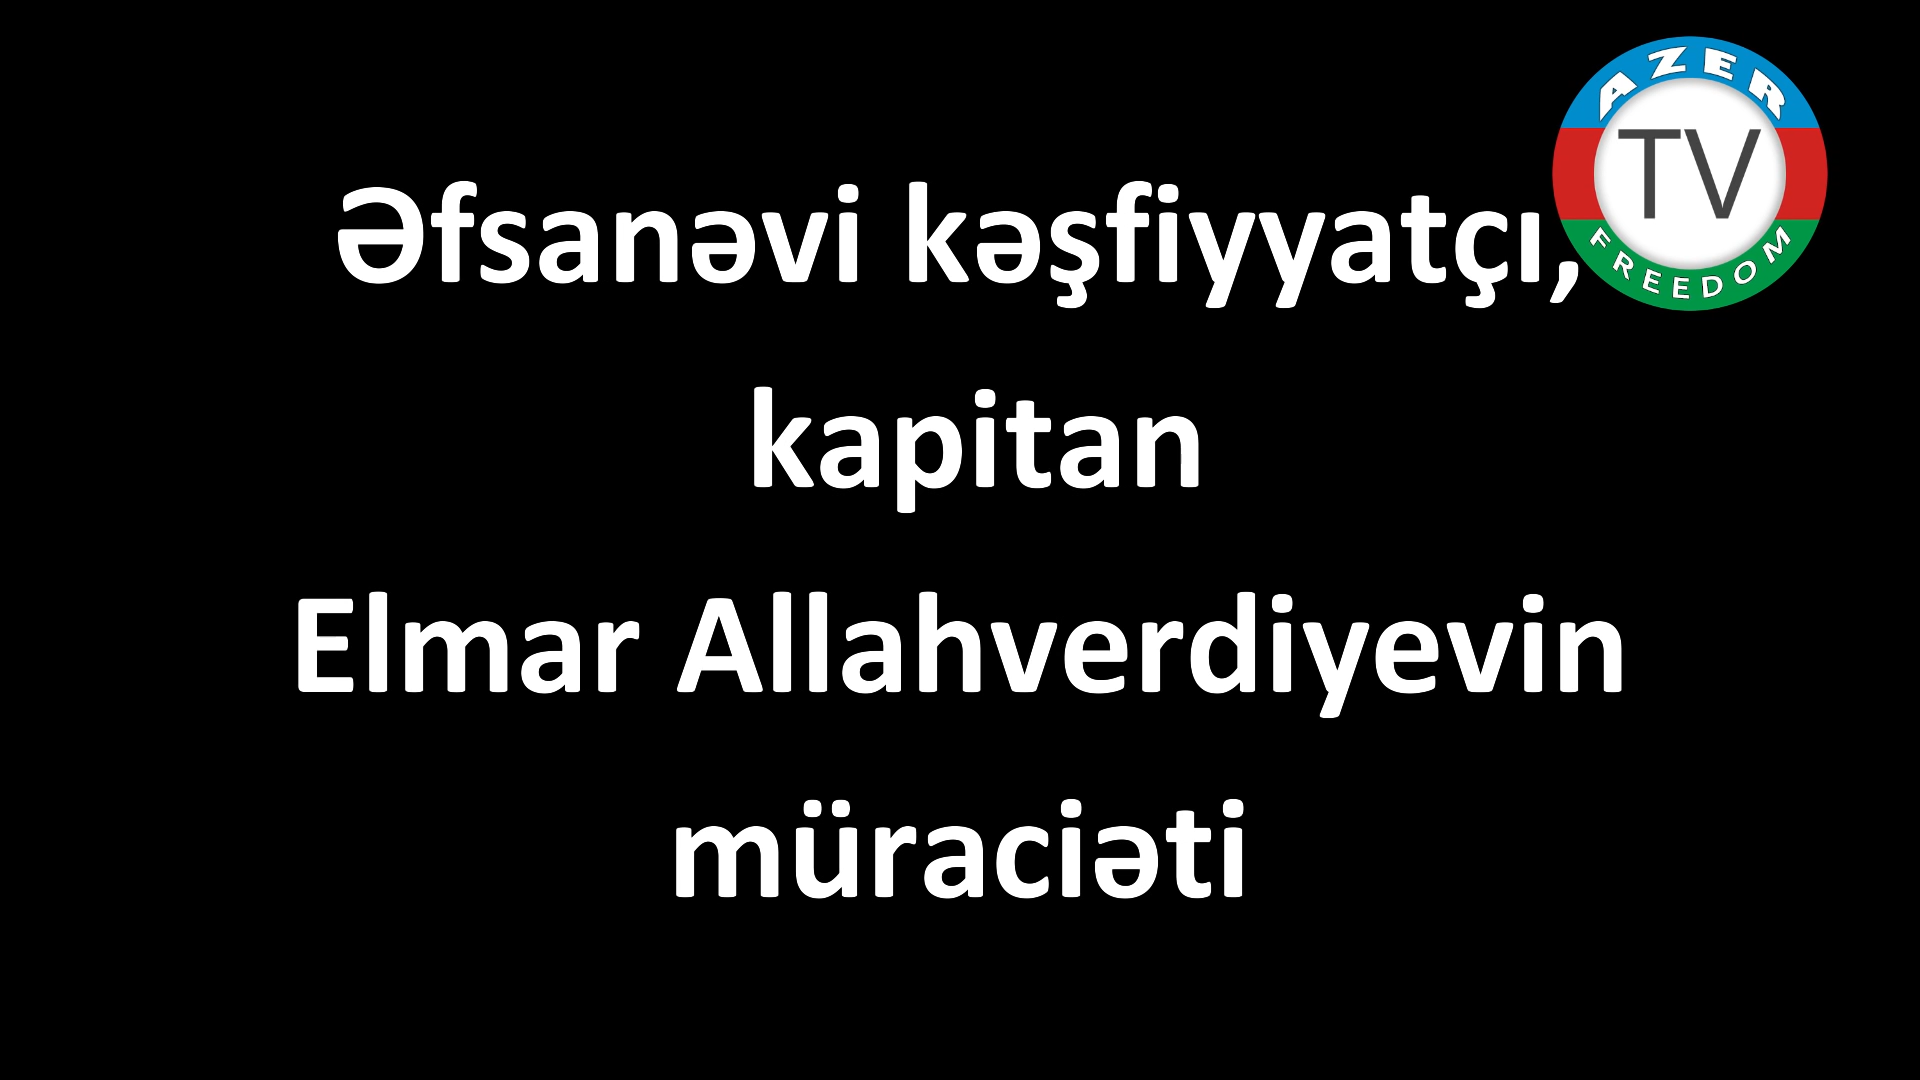 AZER
TV
FREEDOM
Əfsanəvi kəşfiyyatçı,
kapitan
Elmar Allahverdiyevin
müraciəti